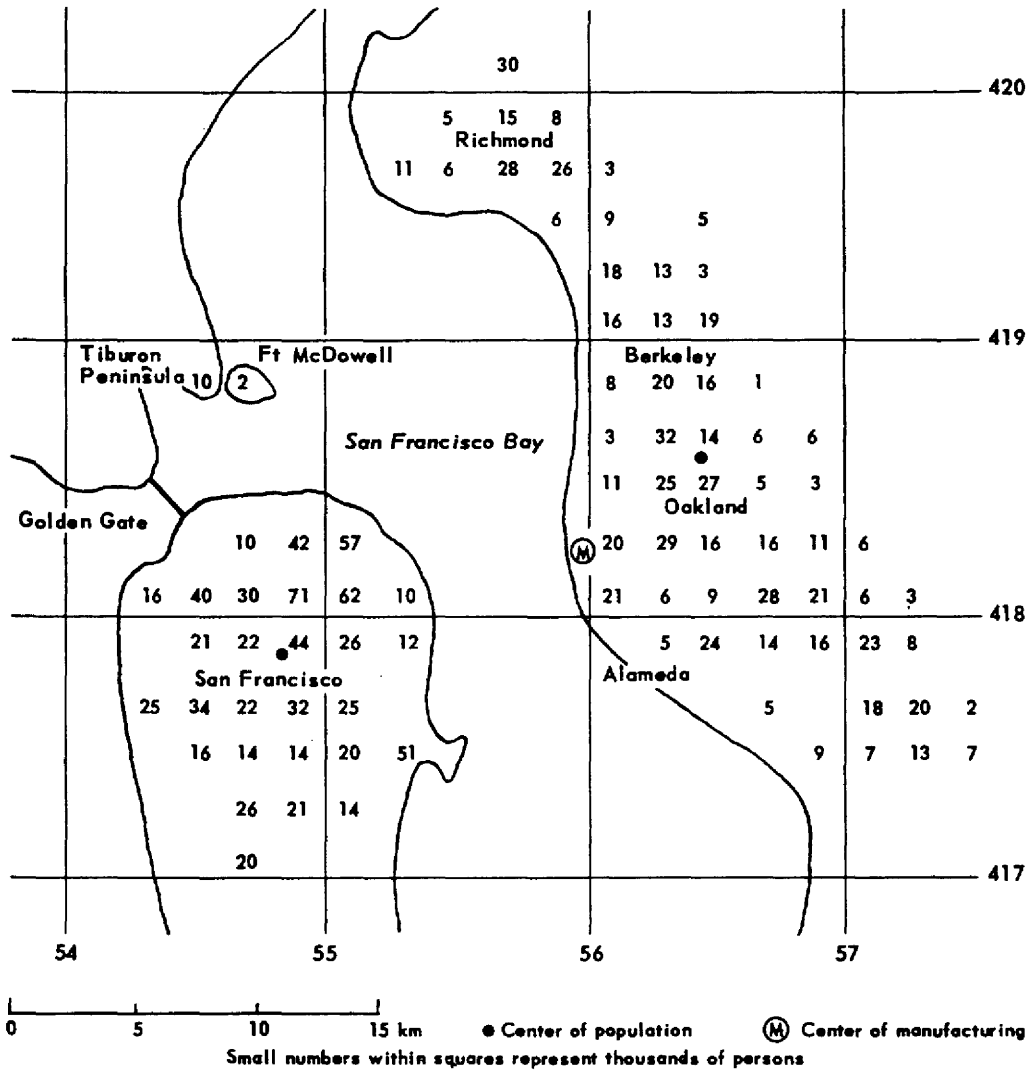 30
420
5 15 8
Richmond
11 6 28 26 3
6 9 5
18 13 3
16 13 19
419
Tiburon Ft McDowell Berkeley
Peninsula 10 2 8 20 16 1
San Francisco Bay 3 32 14 6 6
11 25 27 5 3
Oakland
Golden Gate
10 42 57 M 20 29 16 16 11 6
16 40 30 71 62 10 21 6 9 28 21 6 3
418
21 22 44 26 12 5 24 14 16 23 8
San Francisco Alameda
25 34 22 32 25 5 18 20 2
16 14 14 20 51 9 7 13 7
26 21 14
20
417
54 55 56 57
0 5 10 15 km Center of population M Center of manufacturing
Small numbers within squares represent thousands of persons